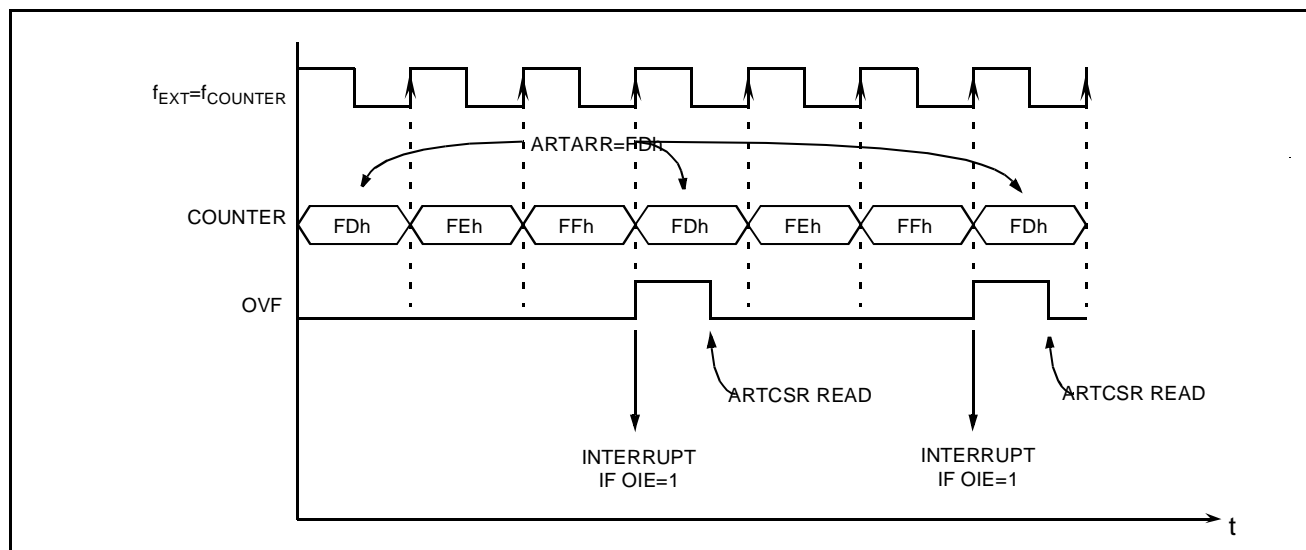 fEXT=fCOUNTER
ARTARR=FDh
COUNTER
FDh FEh FFh FDh FEh FFh FDh
OVF
ARTCSR READ
ARTCSR READ
INTERRUPT
IF OIE=1
INTERRUPT
IF OIE=1
t